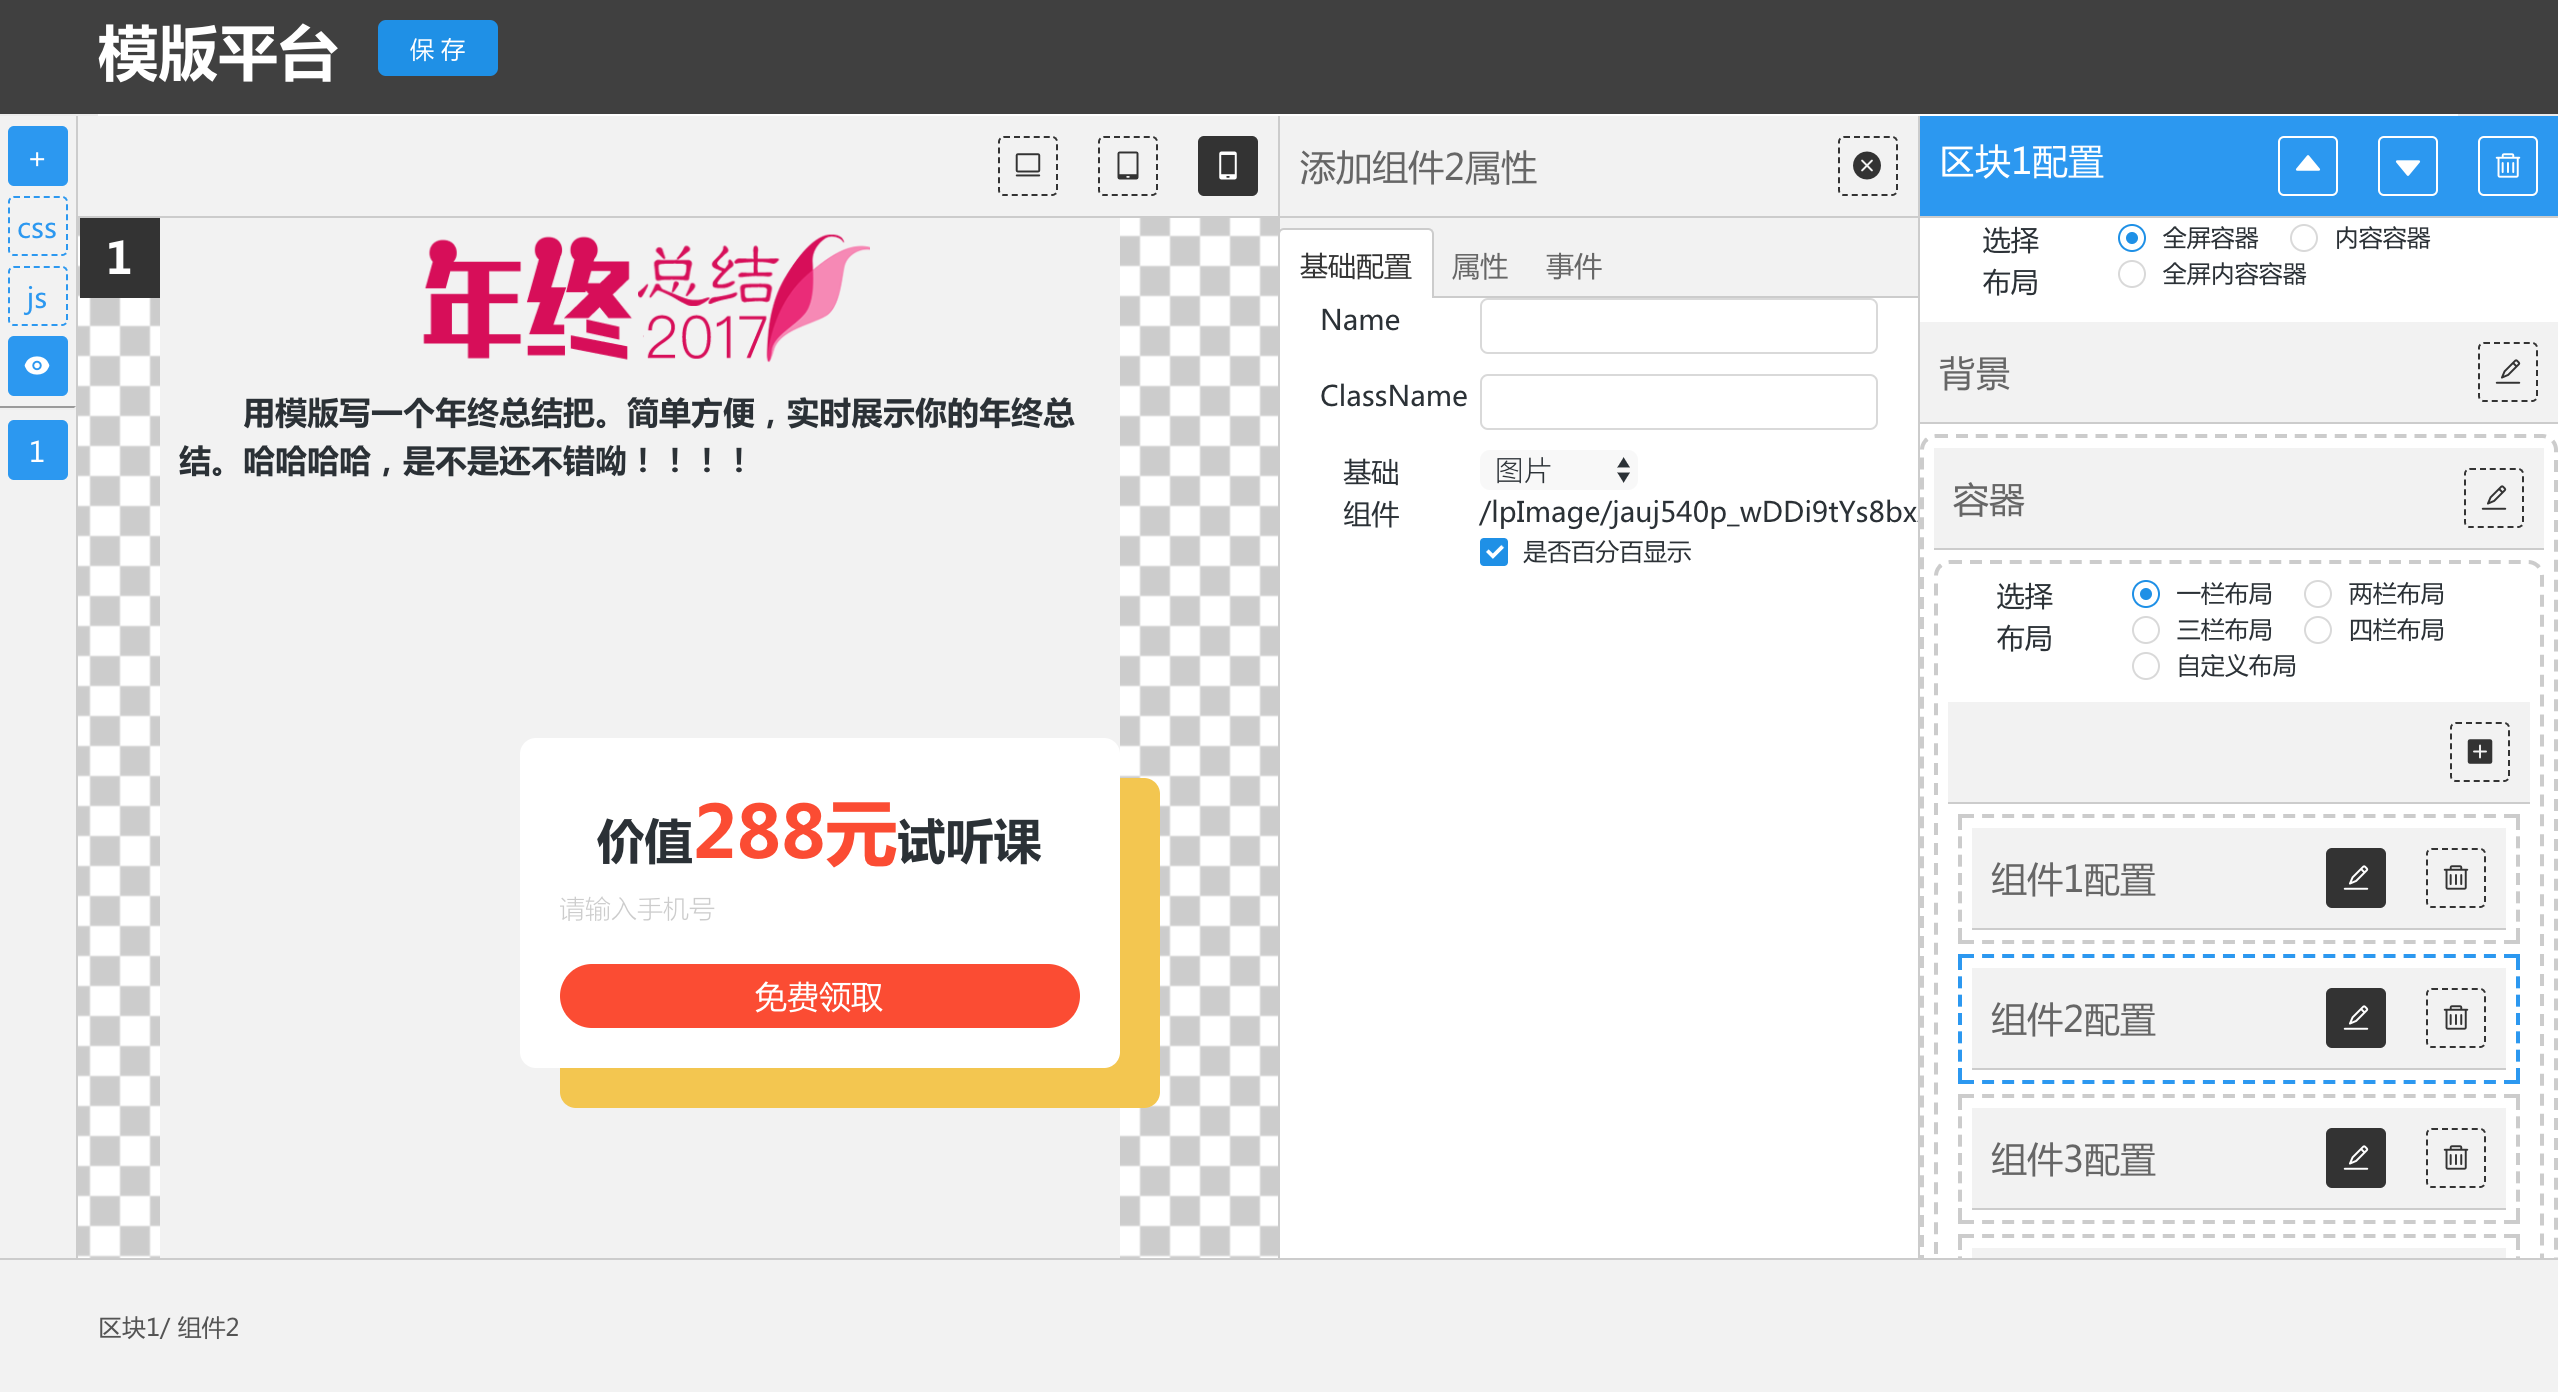 模版平台
保 存
+
css
js
1
1
年终总结
2017
用模版写一个年终总结把。简单方便，实时展示你的年终总
结。哈哈哈哈，是不是还不错呦！！！！
价值288元试听课
请输入手机号
免费领取
添加组件2属性
基础配置
属性
事件
Name
ClassName
基础
组件
图片
/lpImage/jauj540p_wDDi9tYs8bx
是否百分百显示
区块1配置
选择
布局
全屏容器
内容容器
全屏内容容器
背景
容器
选择
布局
一栏布局
两栏布局
三栏布局
四栏布局
自定义布局
组件1配置
组件2配置
组件3配置
区块1/ 组件2